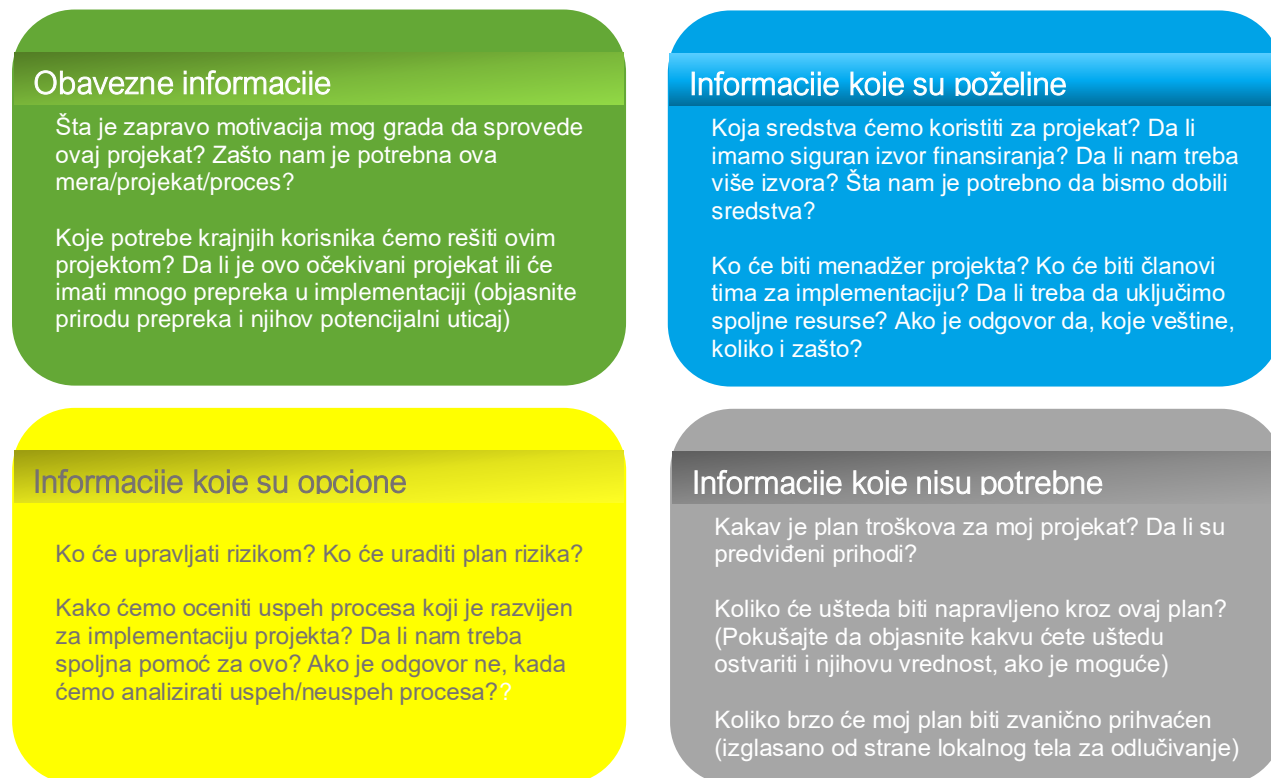 Obavezne informacije
Šta je zapravo motivacija mog grada da sprovede
ovaj projekat? Zašto nam je potrebna ova
mera/projekat/proces?
Koje potrebe krajnjih korisnika ćemo rešiti ovim
projektom? Da li je ovo očekivani projekat ili će
imati mnogo prepreka u implementaciji (objasnite
prirodu prepreka i njihov potencijalni uticaj)
Informacije koje su poželjne
Koja sredstva ćemo koristiti za projekat? Da li
imamo siguran izvor finansiranja? Da li nam treba
više izvora? Šta nam je potrebno da bismo dobili
sredstva?
Ko će biti menadžer projekta? Ko će biti članovi
tima za implementaciju? Da li treba da uključimo
spoljne resurse? Ako je odgovor da, koje veštine,
koliko i zašto?
Informacije koje su opcione
Ko će upravljati rizikom? Ko će uraditi plan rizika?
Kako ćemo oceniti uspeh procesa koji je razvijen
za implementaciju projekta? Da li nam treba
spoljna pomoć za ovo? Ako je odgovor ne, kada
ćemo analizirati uspeh/neuspeh procesa??
Informacije koje nisu potrebne
Kakav je plan troškova za moj projekat? Da li su
predviđeni prihodi?
Koliko će ušteda biti napravljeno kroz ovaj plan?
(Pokušajte da objasnite kakvu ćete uštedu
ostvariti i njihovu vrednost, ako je moguće)
Koliko brzo će moj plan biti zvanično prihvaćen
(izglasano od strane lokalnog tela za odlučivanje)